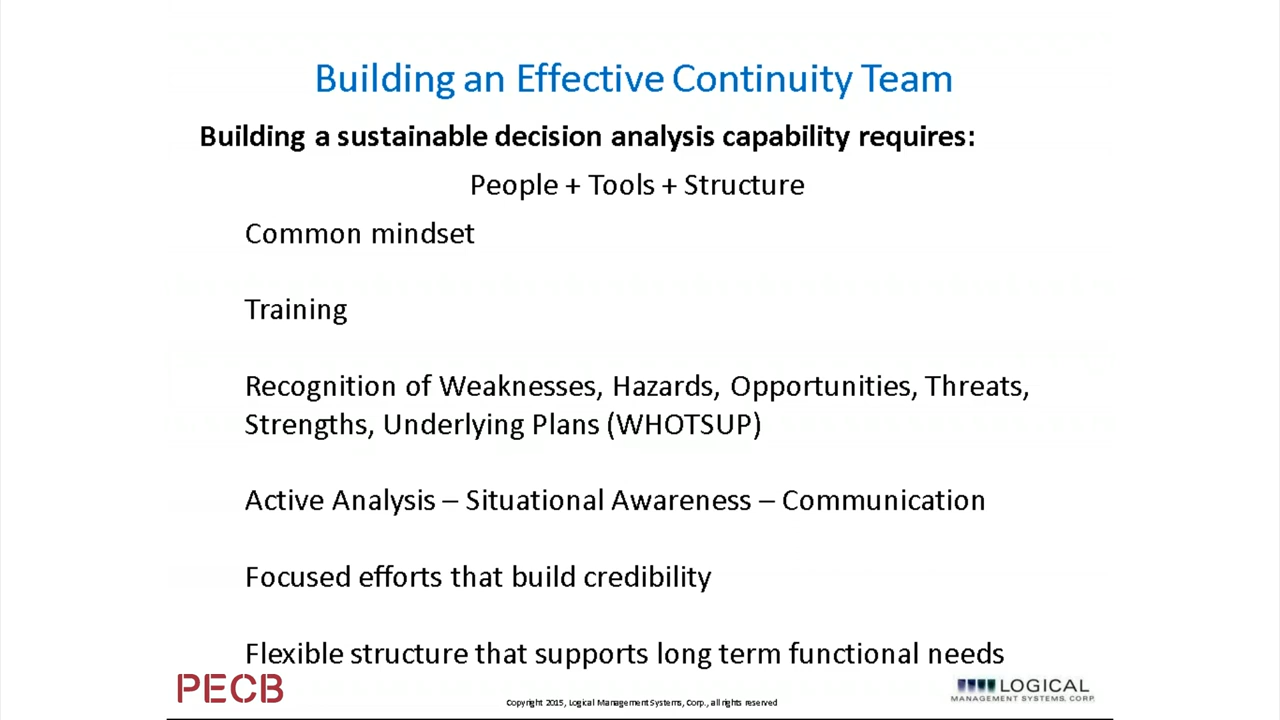 Building an Effective Continuity Team
Building a sustainable decision analysis capability requires:
People + Tools + Structure
Common mindset
Training
Recognition of Weaknesses, Hazards, Opportunities, Threats,
Strengths, Underlying Plans (WHOTSUP)
Active Analysis – Situational Awareness – Communication
Focused efforts that build credibility
Flexible structure that supports long term functional needs
PECB
Copyright 2015, Logical Management Systems, Corp., all rights reserved
LOGICAL
MANAGEMENT SYSTEMS, CORP.